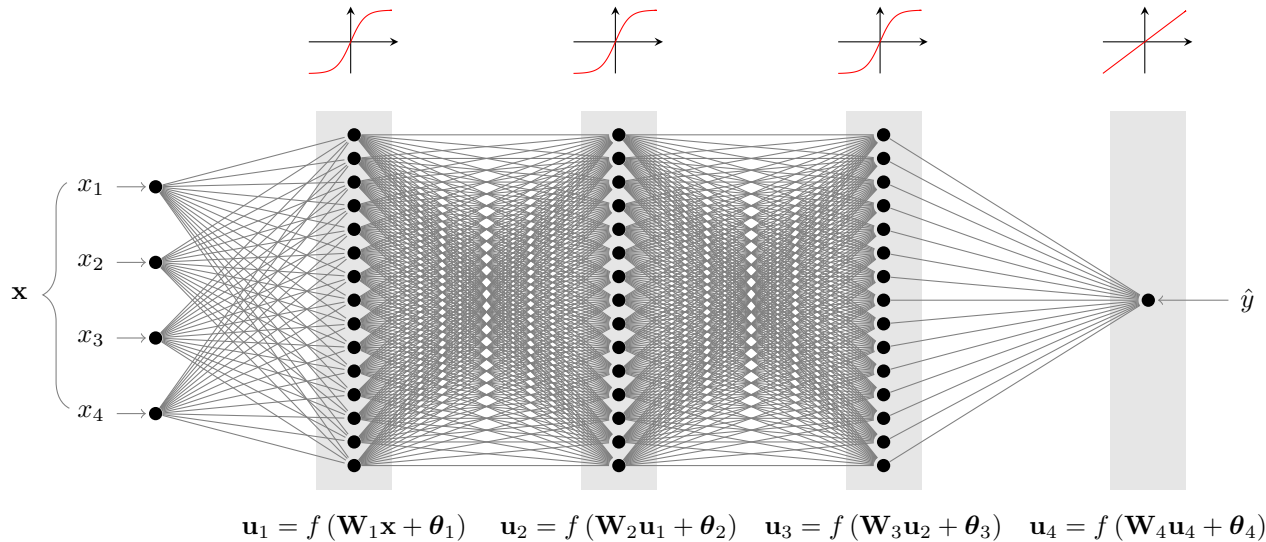 x₁
x₂
x
x₃
x₄
ŷ
u₁ = f (W₁x + θ₁)
u₂ = f (W₂u₁ + θ₂)
u₃ = f (W₃u₂ + θ₃)
u₄ = f (W₄u₄ + θ₄)